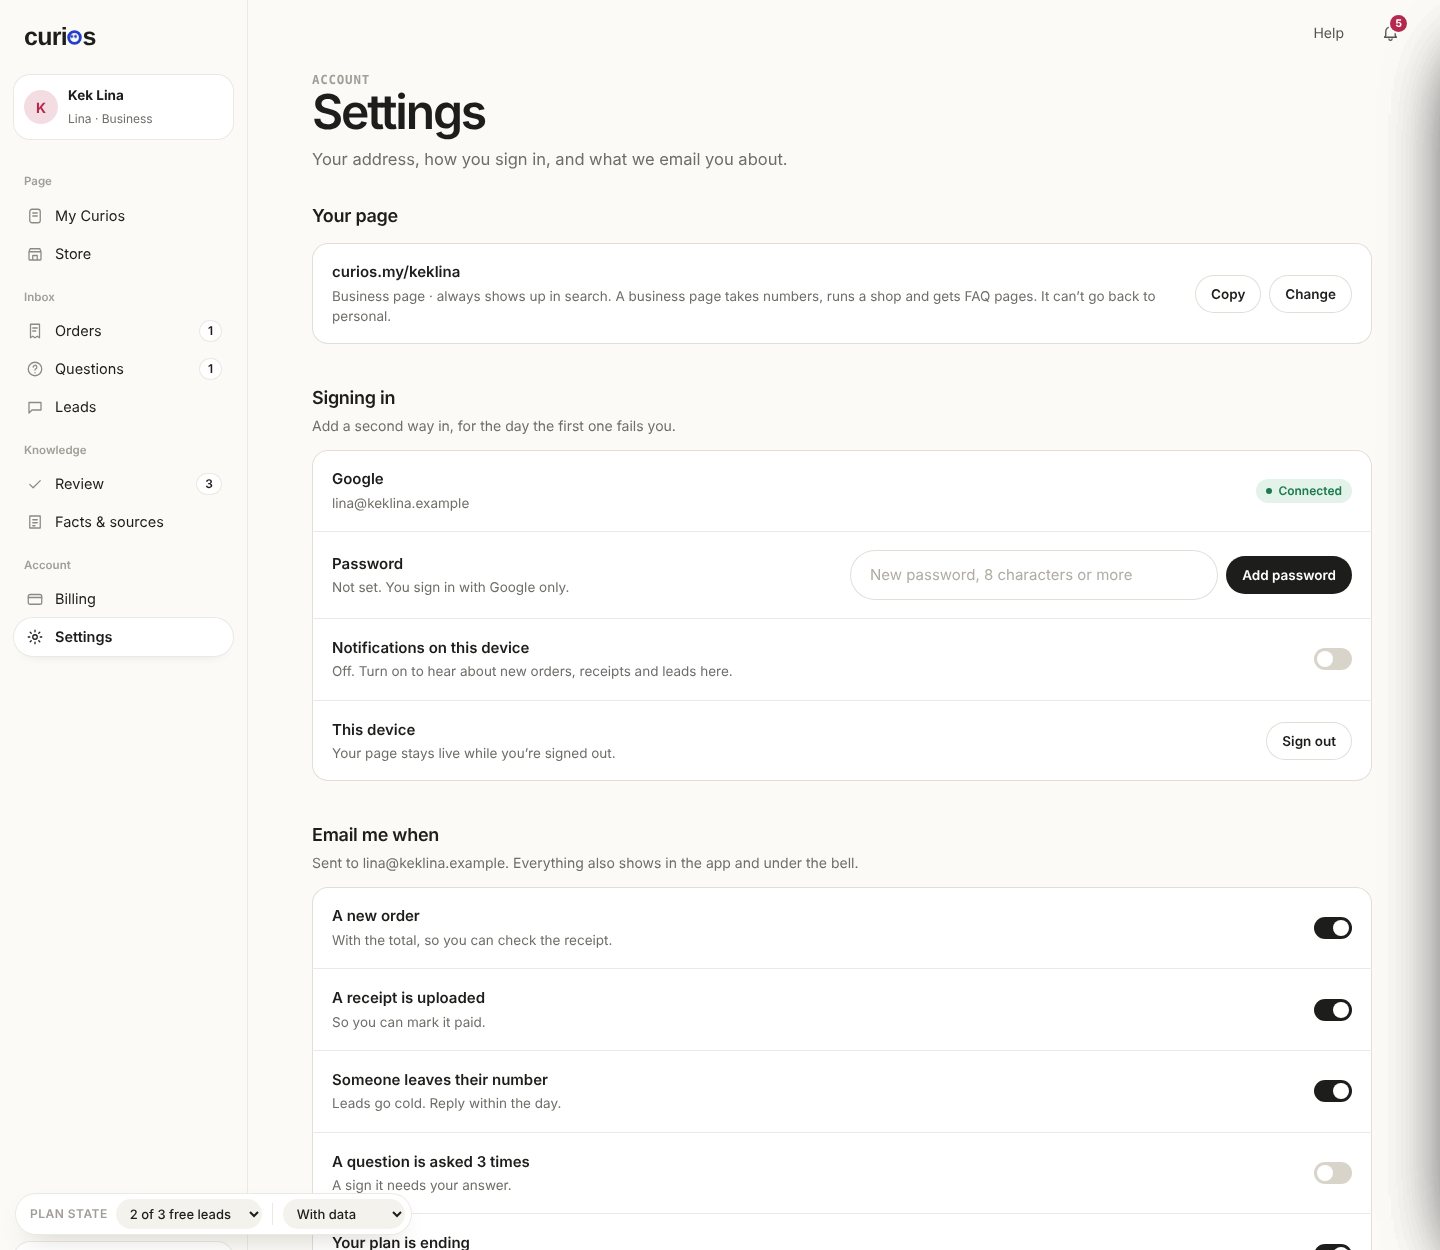 curios
K
Kek Lina
Lina · Business
Page
My Curios
Store
Inbox
Orders
1
Questions
1
Leads
Knowledge
Review
3
Facts & sources
Account
Billing
Settings
Help
5
ACCOUNT
Settings
Your address, how you sign in, and what we email you about.
Your page
curios.my/keklina
Business page · always shows up in search. A business page takes numbers, runs a shop and gets FAQ pages. It can’t go back to
personal.
Copy
Change
Signing in
Add a second way in, for the day the first one fails you.
Google
lina@keklina.example
Connected
Password
Not set. You sign in with Google only.
New password, 8 characters or more
Add password
Notifications on this device
Off. Turn on to hear about new orders, receipts and leads here.
This device
Your page stays live while you’re signed out.
Sign out
Email me when
Sent to lina@keklina.example. Everything also shows in the app and under the bell.
A new order
With the total, so you can check the receipt.
A receipt is uploaded
So you can mark it paid.
Someone leaves their number
Leads go cold. Reply within the day.
A question is asked 3 times
A sign it needs your answer.
Your plan is ending
PLAN STATE
2 of 3 free leads
With data